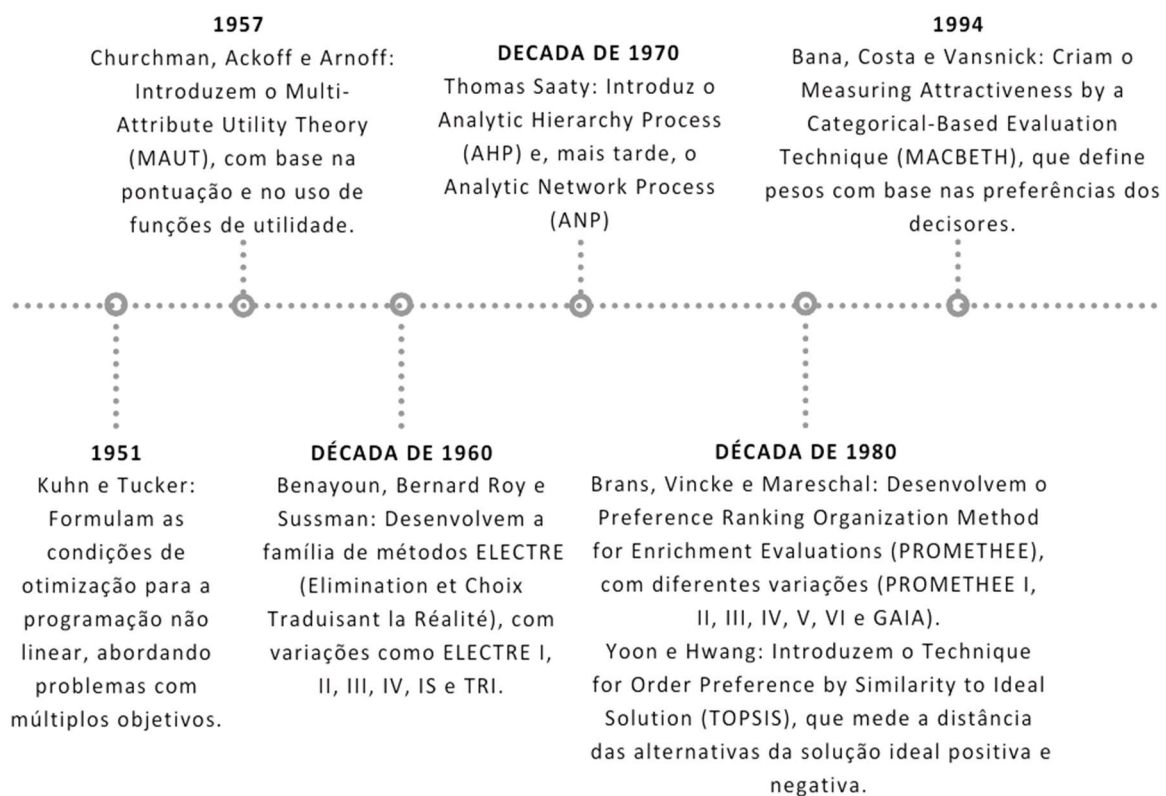 1957
Churchman, Ackoff e Arnoff:
Introduzem o Multi-
Attribute Utility Theory
(MAUT), com base na
pontuação e no uso de
funções de utilidade.
DECADA DE 1970
Thomas Saaty: Introduz o
Analytic Hierarchy Process
(AHP) e, mais tarde, o
Analytic Network Process
(ANP)
1994
Bana, Costa e Vansnick: Criam o
Measuring Attractiveness by a
Categorical-Based Evaluation
Technique (MACBETH), que define
pesos com base nas preferências dos
decisores.
1951
Kuhn e Tucker:
Formulam as
condições de
otimização para a
programação não
linear, abordando
problemas com
múltiplos objetivos.
DÉCADA DE 1960
Benayoun, Bernard Roy e
Sussman: Desenvolvem a
família de métodos ELECTRE
(Elimination et Choix
Traduisant la Réalité), com
variações como ELECTRE I,
II, III, IV, IS e TRI.
DÉCADA DE 1980
Brans, Vincke e Mareschal: Desenvolvem o
Preference Ranking Organization Method
for Enrichment Evaluations (PROMETHEE),
com diferentes variações (PROMETHEE I,
II, III, IV, V, VI e GAIA).
Yoon e Hwang: Introduzem o Technique
for Order Preference by Similarity to Ideal
Solution (TOPSIS), que mede a distância
das alternativas da solução ideal positiva e
negativa.